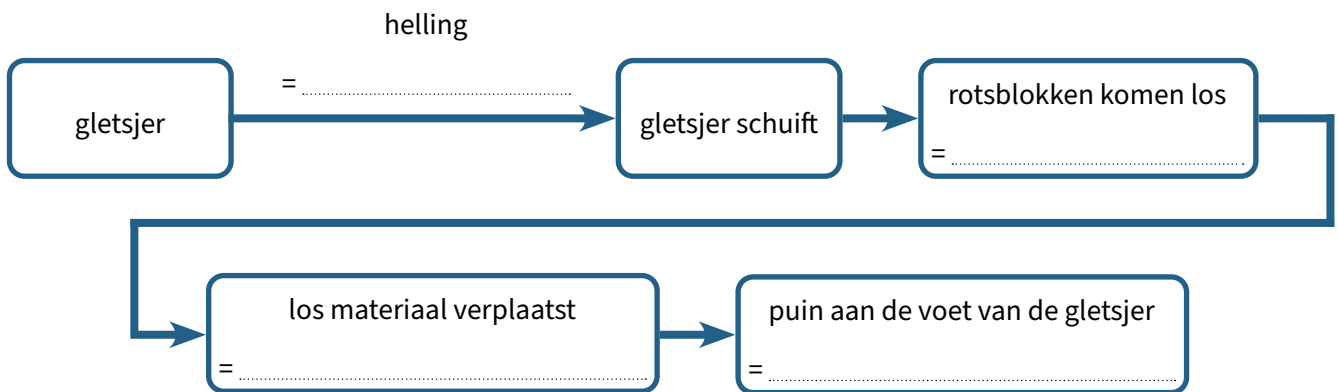 helling
= ........................................
gletsjer
gletsjer schuift
rotsblokken komen los
= ........................................ .
los materiaal verplaatst
= ........................................
puin aan de voet van de gletsjer
= ........................................